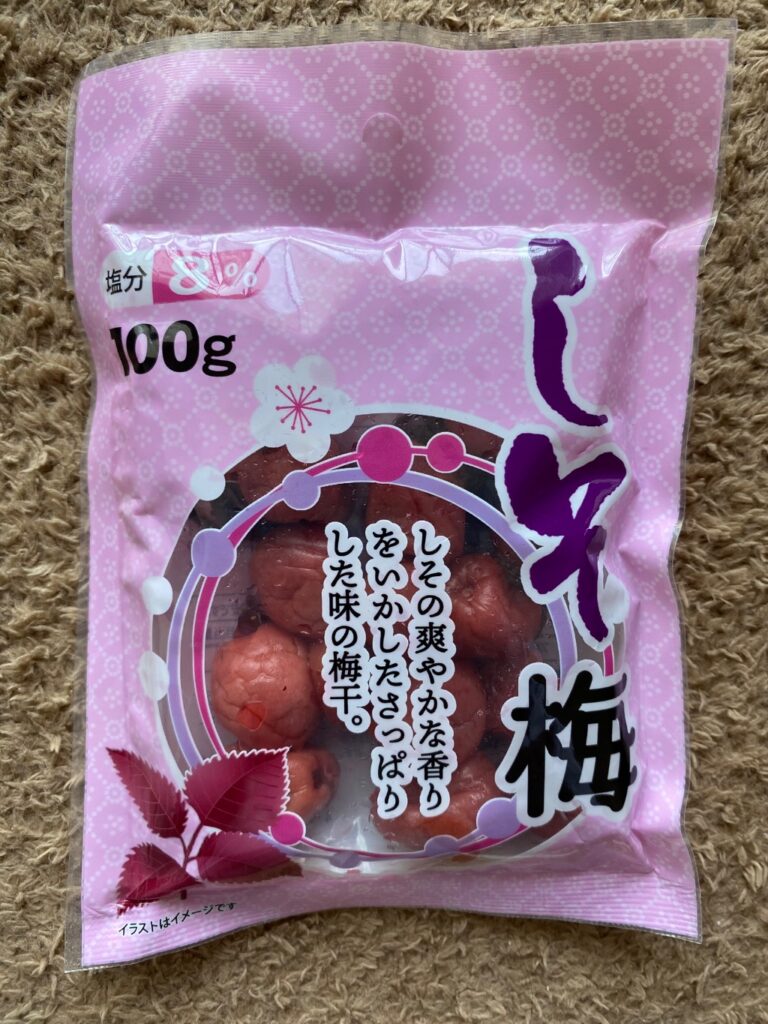 しそ梅
塩分 8%
100g
しその爽やかな香り
をいかしたさっぱり
した味の梅干。
イラストはイメージです